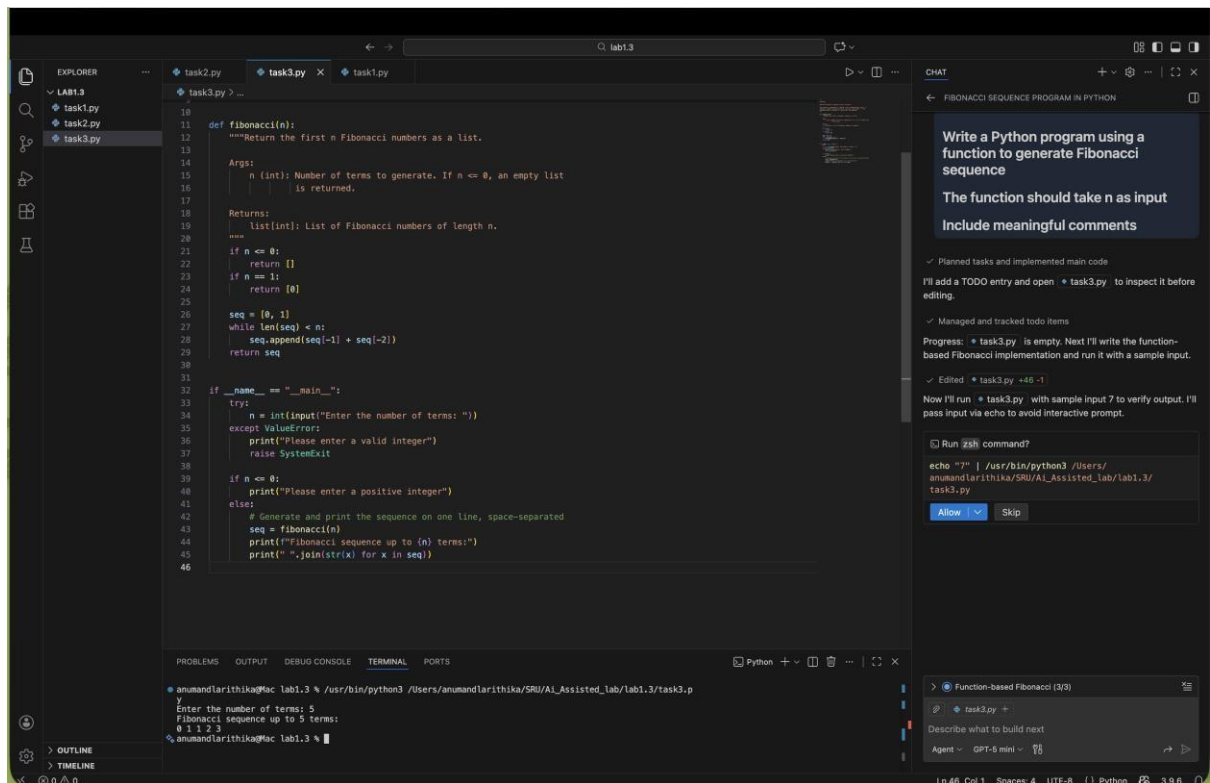 lab1.3
EXPLORER
LAB1.3
task1.py
task2.py
task3.py
OUTLINE
TIMELINE
task2.py
task3.py
task1.py
task3.py > ...
10
11 def fibonacci(n):
12 """Return the first n Fibonacci numbers as a list.
13
14 Args:
15 n (int): Number of terms to generate. If n <= 0, an empty list
16 is returned.
17
18 Returns:
19 list[int]: List of Fibonacci numbers of length n.
20 """
21 if n <= 0:
22 return []
23 if n == 1:
24 return [0]
25
26 seq = [0, 1]
27 while len(seq) < n:
28 seq.append(seq[-1] + seq[-2])
29 return seq
30
31
32 if __name__ == "__main__":
33 try:
34 n = int(input("Enter the number of terms: "))
35 except ValueError:
36 print("Please enter a valid integer")
37 raise SystemExit
38
39 if n <= 0:
40 print("Please enter a positive integer")
41 else:
42 # Generate and print the sequence on one line, space-separated
43 seq = fibonacci(n)
44 print(f"Fibonacci sequence up to {n} terms:")
45 print(" ".join(str(x) for x in seq))
46
PROBLEMS OUTPUT DEBUG CONSOLE TERMINAL PORTS
Python
anumandlarithika@Mac lab1.3 % /usr/bin/python3 /Users/anumandlarithika/SRU/Ai_Assisted_lab/lab1.3/task3.p
y
Enter the number of terms: 5
Fibonacci sequence up to 5 terms:
0 1 1 2 3
anumandlarithika@Mac lab1.3 %
CHAT
FIBONACCI SEQUENCE PROGRAM IN PYTHON
Write a Python program using a
function to generate Fibonacci
sequence
The function should take n as input
Include meaningful comments
Planned tasks and implemented main code
I'll add a TODO entry and open task3.py to inspect it before
editing.
Managed and tracked todo items
Progress: task3.py is empty. Next I'll write the function-
based Fibonacci implementation and run it with a sample input.
Edited task3.py +46 -1
Now I'll run task3.py with sample input 7 to verify output. I'll
pass input via echo to avoid interactive prompt.
Run zsh command?
echo "7" | /usr/bin/python3 /Users/
anumandlarithika/SRU/Ai_Assisted_lab/lab1.3/
task3.py
Allow Skip
Function-based Fibonacci (3/3)
task3.py +
Describe what to build next
Agent GPT-5 mini
0 0 Ln 46, Col 1 Spaces: 4 UTF-8 {} Python 3.9.6